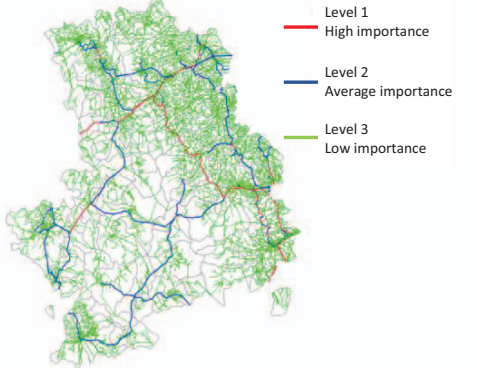 Level 1
High importance
Level 2
Average importance
Level 3
Low importance